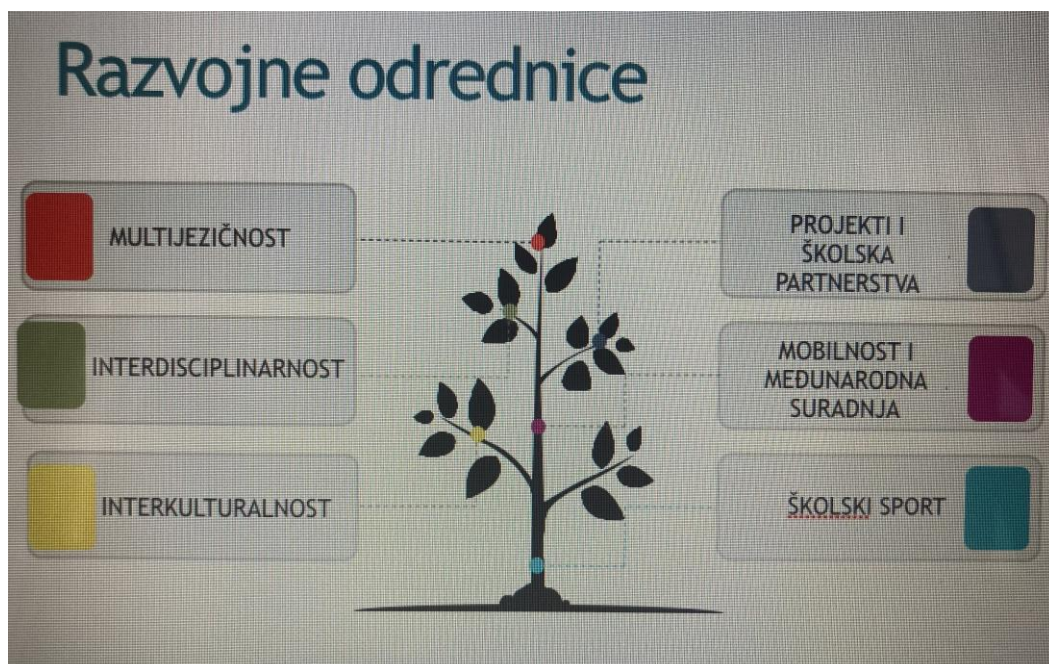 Razvojne odrednice
MULTIJEZIČNOST
INTERDISCIPLINARNOST
INTERKULTURALNOST
PROJEKTI I
ŠKOLSKA
PARTNERSTVA
MOBILNOST I
MEĐUNARODNA
SURADNJA
ŠKOLSKI SPORT